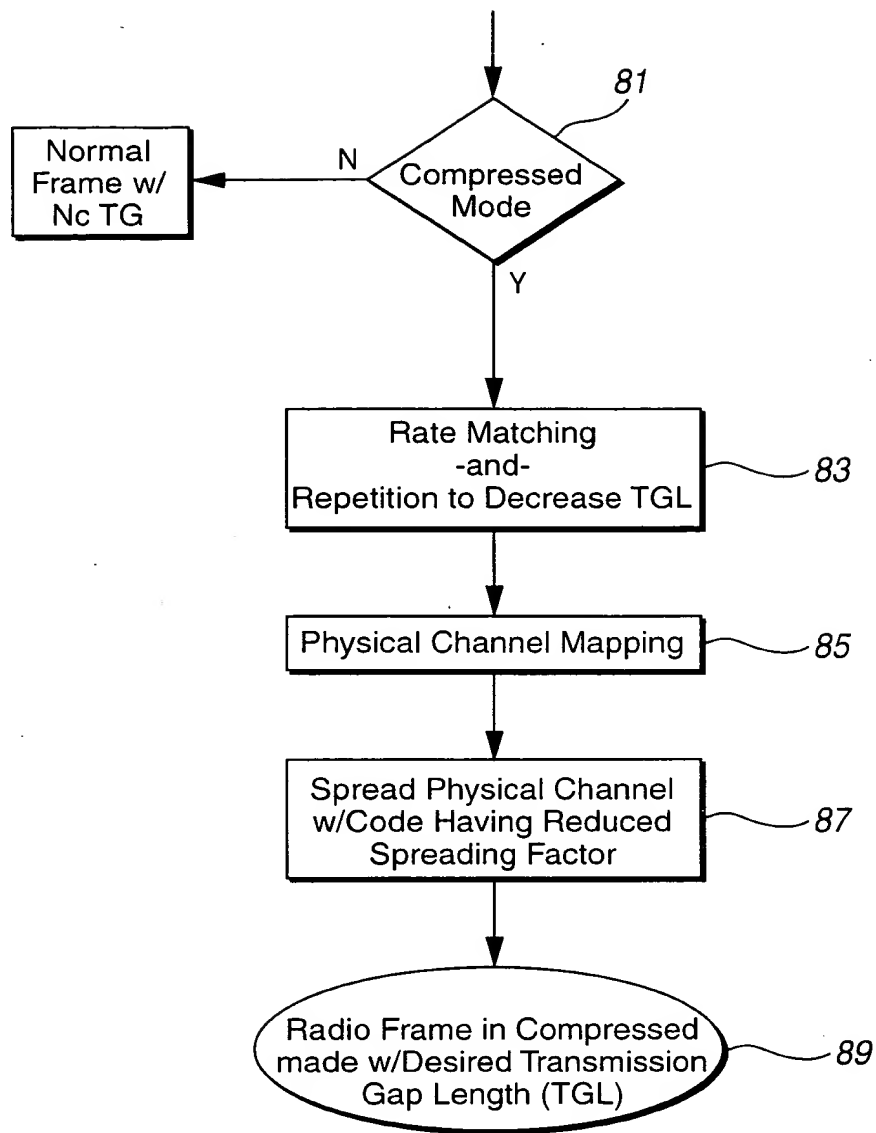 81
Normal
Frame w/
Nc TG
N
Compressed
Mode
Y
Rate Matching
-and-
Repetition to Decrease TGL
83
Physical Channel Mapping
85
Spread Physical Channel
w/Code Having Reduced
Spreading Factor
87
Radio Frame in Compressed
made w/Desired Transmission
Gap Length (TGL)
89